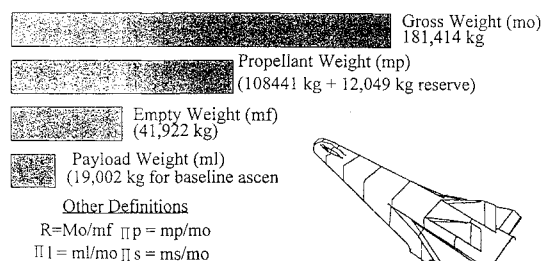 Gross Weight (mo)
181,414 kg
Propellant Weight (mp)
(108441 kg + 12,049 kg reserve)
Empty Weight (mf)
(41,922 kg)
Payload Weight (ml)
(19,002 kg for baseline ascen
Other Definitions
R=Mo/mf ∏ p = mp/mo
∏ l = ml/mo ∏ s = ms/mo